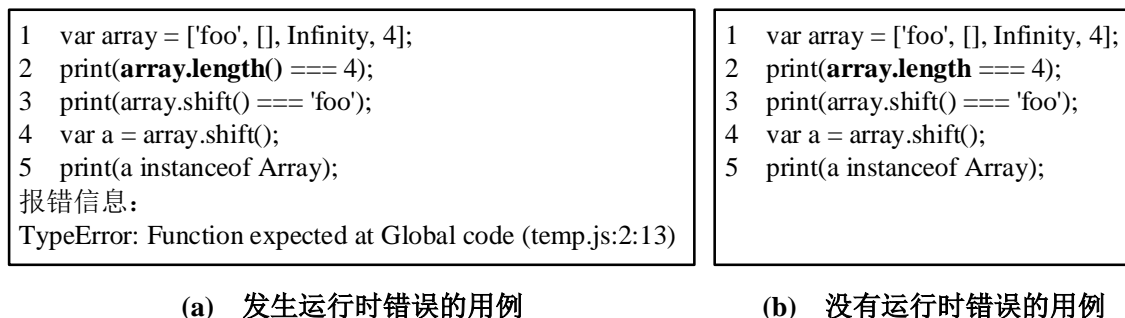 1 var array = ['foo', [], Infinity, 4];
2 print(array.length() === 4);
3 print(array.shift() === 'foo');
4 var a = array.shift();
5 print(a instanceof Array);
报错信息：
TypeError: Function expected at Global code (temp.js:2:13)
(a) 发生运行时错误的用例
1 var array = ['foo', [], Infinity, 4];
2 print(array.length === 4);
3 print(array.shift() === 'foo');
4 var a = array.shift();
5 print(a instanceof Array);
(b) 没有运行时错误的用例